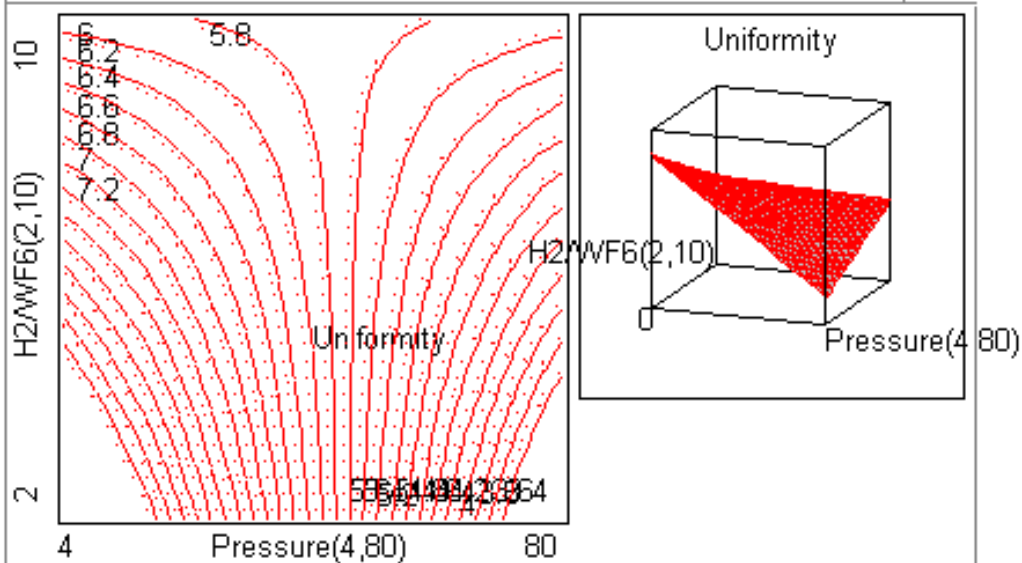 6
5.8
6.2
6.4
6.6
6.8
7
7.2
10
H2/WF6(2,10)
2
Uniformity
4
Pressure(4,80)
80
Uniformity
H2/WF6(2,10)
0
Pressure(4,80)